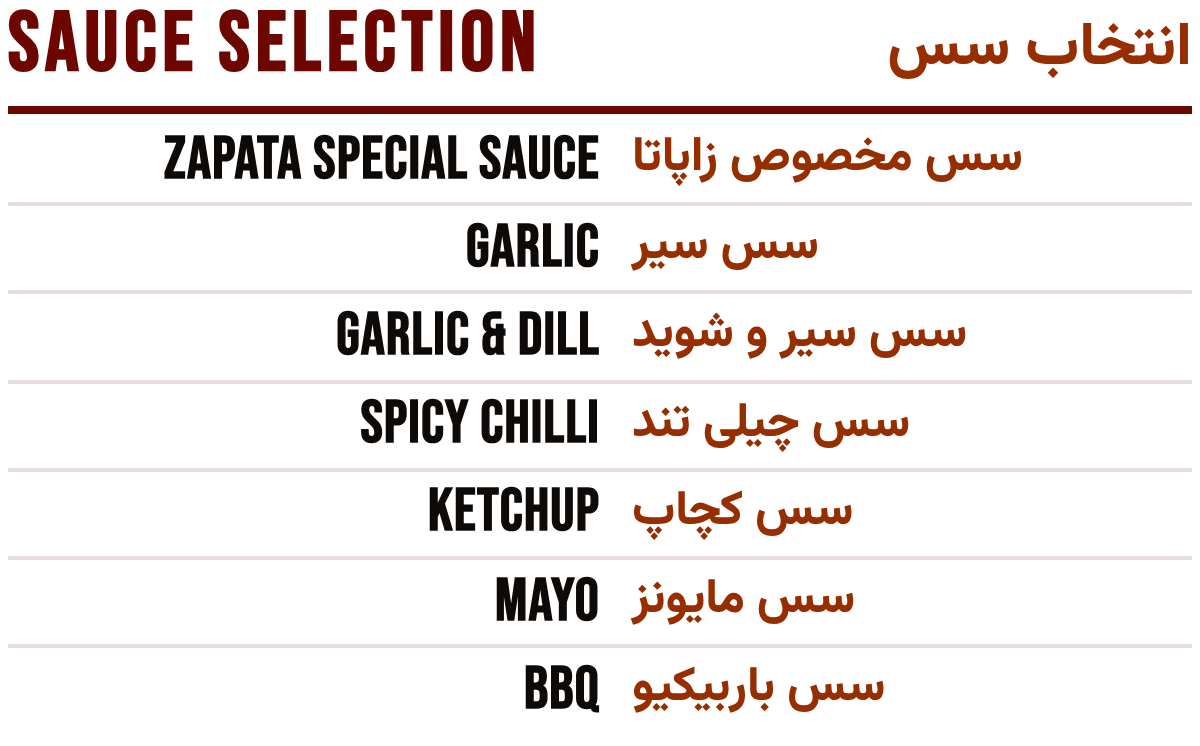 SAUCE SELECTION انتخاب سس
ZAPATA SPECIAL SAUCE سس مخصوص زاپاتا
GARLIC سس سیر
GARLIC & DILL سس سیر و شوید
SPICY CHILLI سس چیلی تند
KETCHUP سس کچاپ
MAYO سس مایونز
BBQ سس باربیکیو